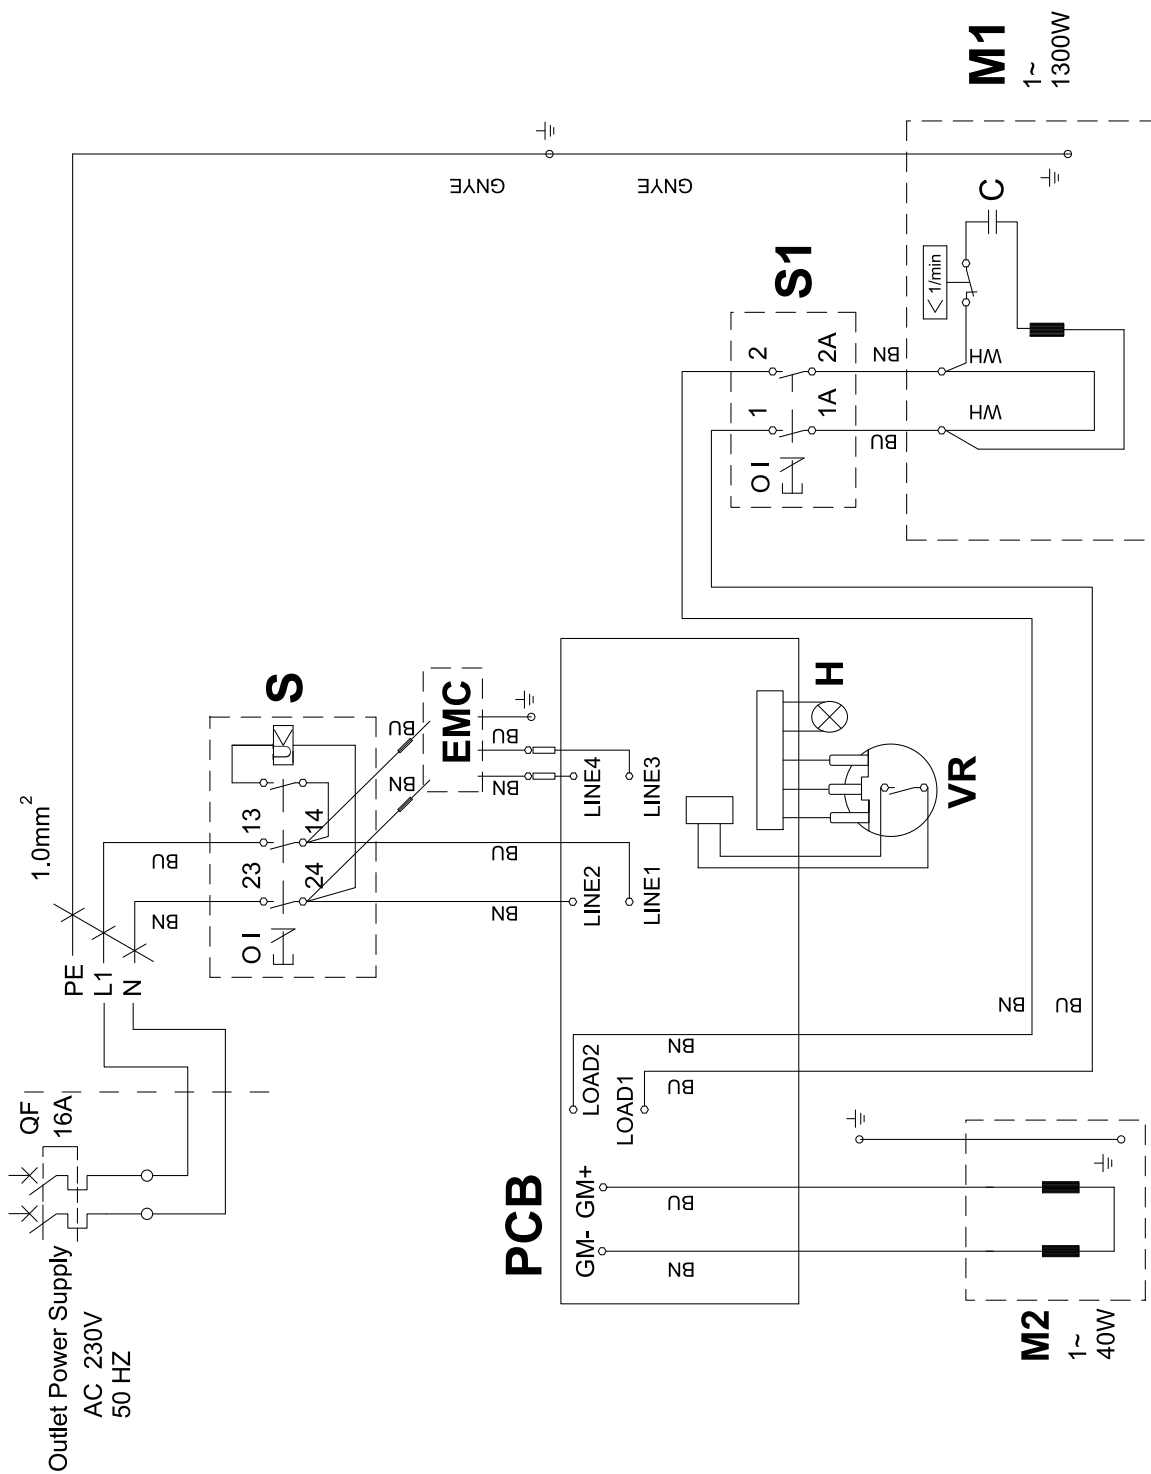 Outlet Power Supply
AC 230V
50 HZ
QF
16A
PE
L1
N
1.0mm²
BN
BU
S
O I
23
13
24
14
U<
BN
BU
BN
BU
EMC
BN
BU
GNYE
GNYE
PCB
LINE2
LINE1
LINE4
LINE3
LOAD2
LOAD1
GM-
GM+
BN
BU
BN
BU
BN
BU
H
VR
S1
O I
1
2
1A
2A
BU
BN
WH
WH
< 1/min
C
M1
1~
1300W
M2
1~
40W